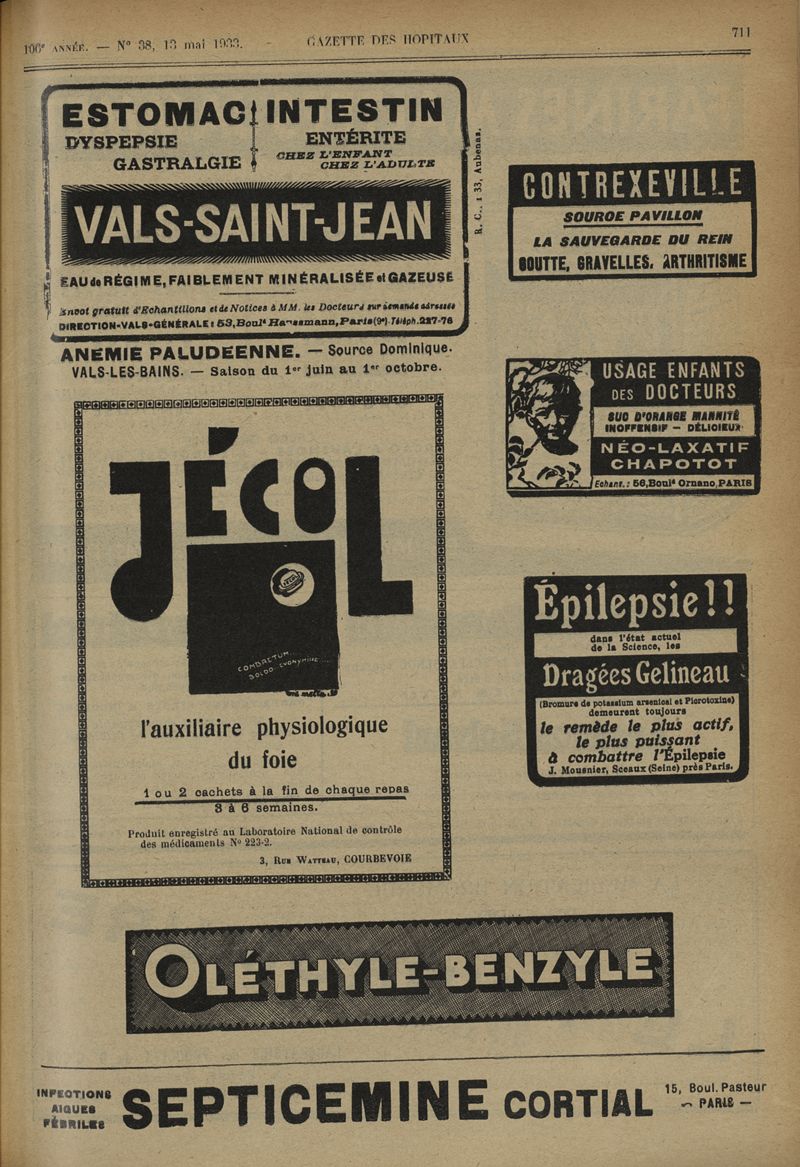 106e ANNÉE. — N° 38, 13 mai 1933. - GAZETTE DES HOPITAUX 711
ESTOMAC INTESTIN
DYSPEPSIE ENTÉRITE
GASTRALGIE CHEZ L'ENFANT
CHEZ L'ADULTE
VALS-SAINT-JEAN
EAU de RÉGIME, FAIBLEMENT MINÉRALISÉE et GAZEUSE
Envoi gratuit d'Echantillons et de Notices à MM. les Docteurs sur demande adressée
DIRECTION-VALS-GÉNÉRALE : 53, Boul^d Haussmann, Paris (9e). Téléph. 227-76
R. C. : 33, Aubenas.
ANEMIE PALUDEENNE. — Source Dominique.
VALS-LES-BAINS. — Saison du 1er juin au 1er octobre.
JÉCOL
JÉCOL
COMBRETUM...
BOLDO-EVONYMINE...
l'auxiliaire physiologique
du foie
1 ou 2 cachets à la fin de chaque repas
3 à 6 semaines.
Produit enregistré au Laboratoire National de contrôle
des médicaments N° 223-2.
3, RUE WATTEAU, COURBEVOIE
CONTREXEVILLE
SOURCE PAVILLON
LA SAUVEGARDE DU REIN
GOUTTE, GRAVELLES, ARTHRITISME
USAGE ENFANTS
DES DOCTEURS
SUC D'ORANGE MANNITÉ
INOFFENSIF — DÉLICIEUX
NÉO-LAXATIF
CHAPOTOT
Echant. : 56, Boul^d Ornano, PARIS
Épilepsie!!
dans l'état actuel
de la Science, les
Dragées Gelineau
(Bromure de potassium arsenical et Picrotoxine)
demeurent toujours
le remède le plus actif,
le plus puissant
à combattre l'Épilepsie
J. Mousnier, Sceaux (Seine) près Paris.
OLÉTHYLE-BENZYLE
INFECTIONS
AIGUES
FÉBRILES
SEPTICEMINE CORTIAL
15, Boul. Pasteur
— PARIS —